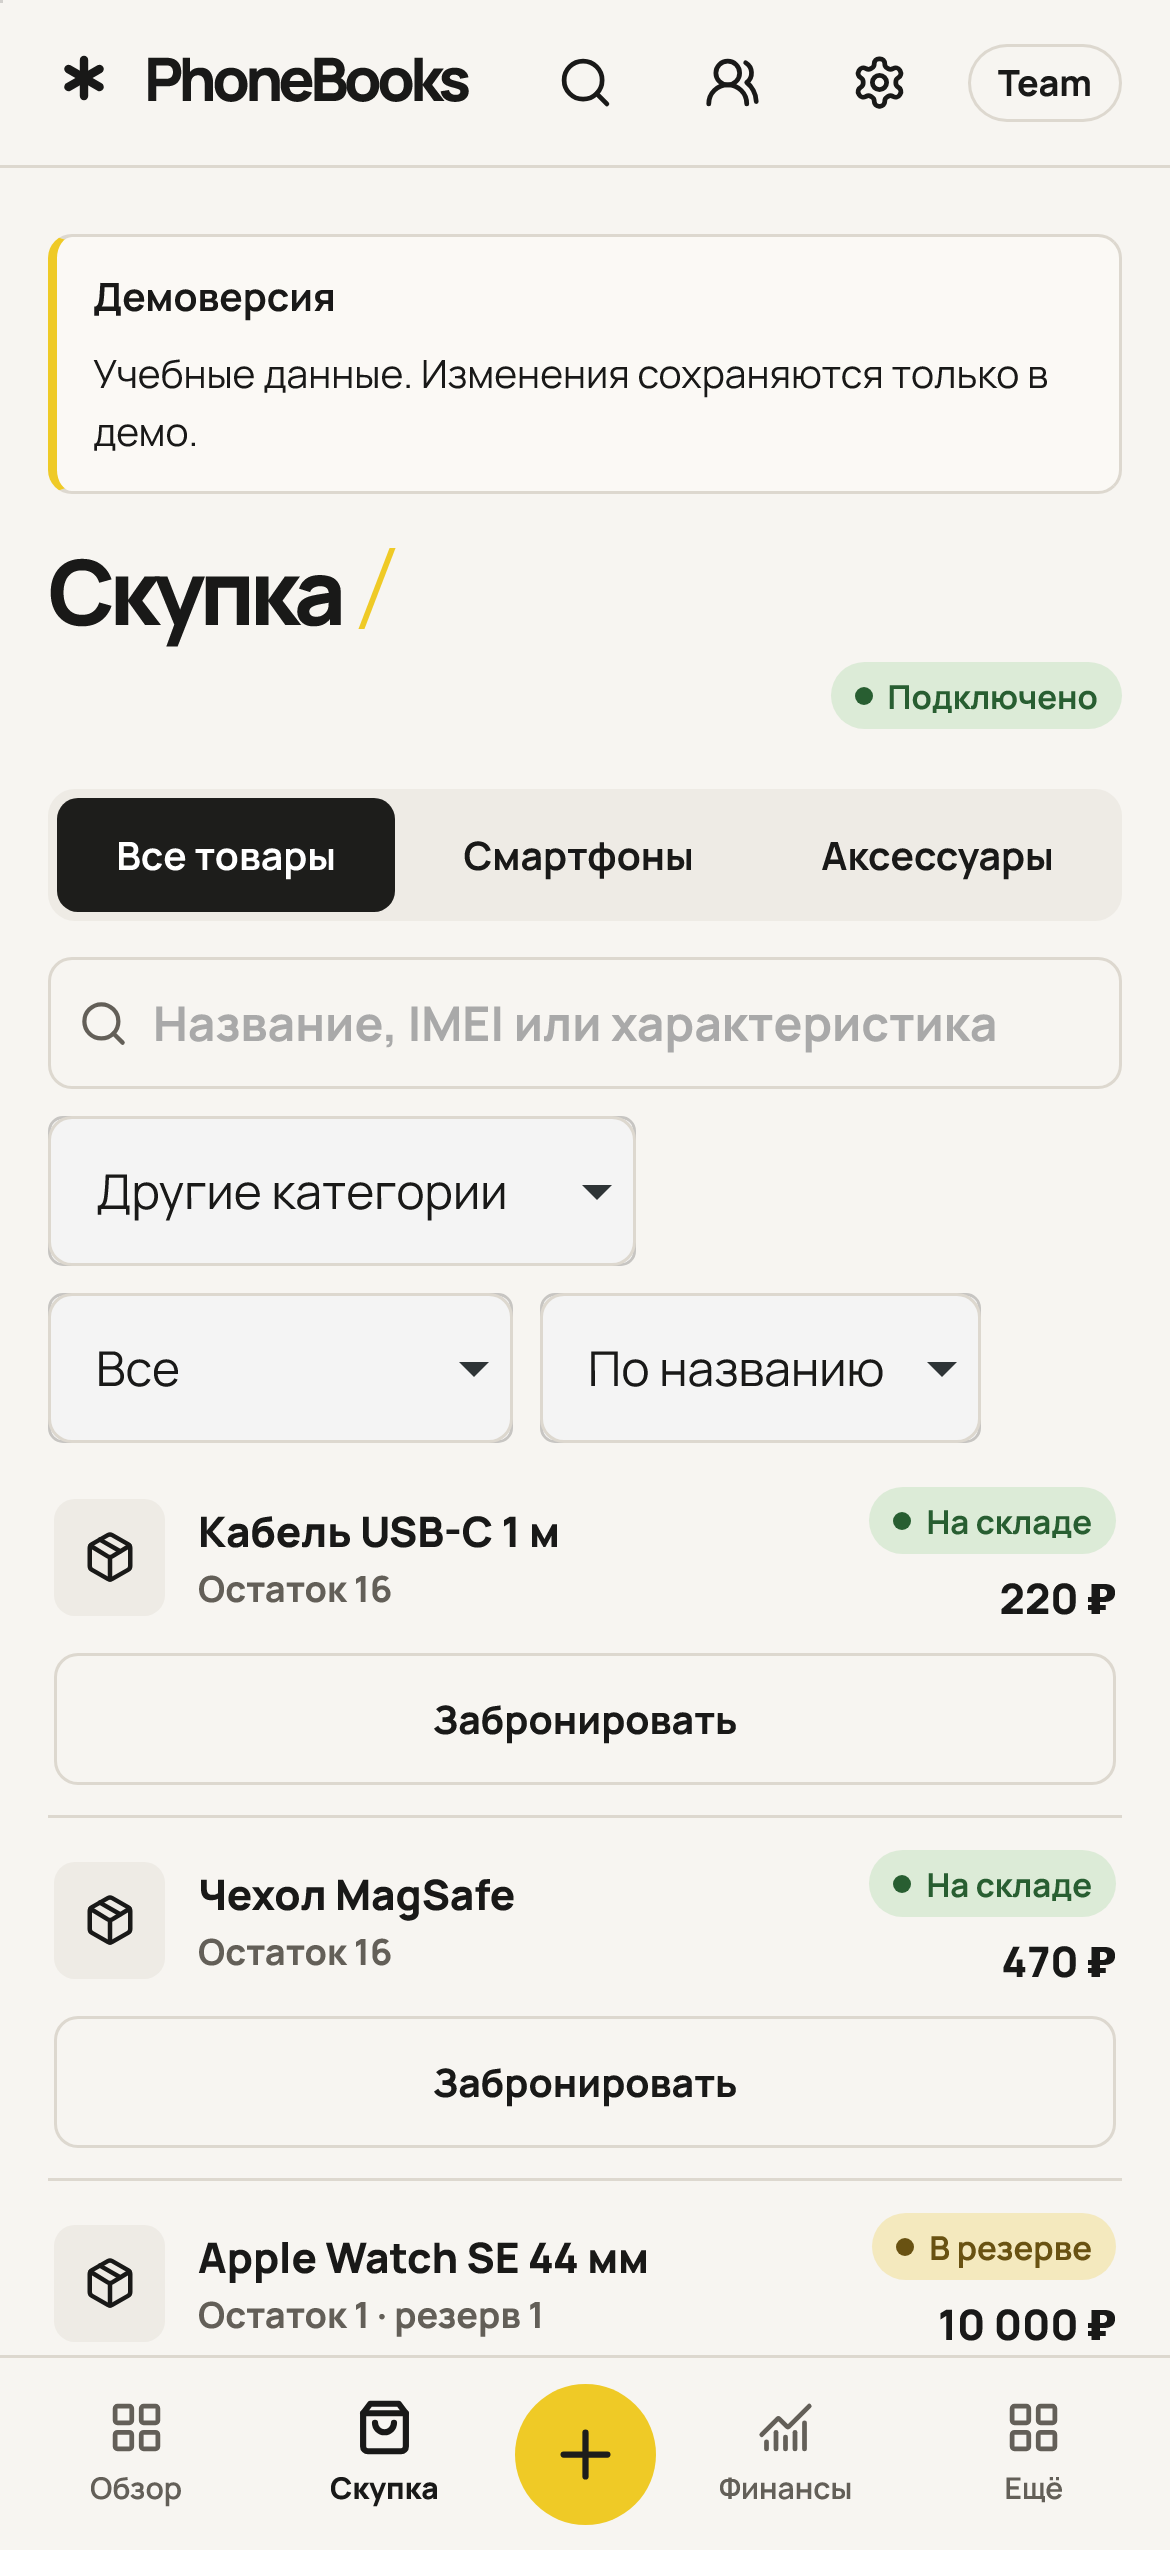 PhoneBooks
Team
Демоверсия
Учебные данные. Изменения сохраняются только в
демо.
Скупка /
Подключено
Все товары
Смартфоны
Аксессуары
Название, IMEI или характеристика
Другие категории
Все
По названию
Кабель USB-C 1 м
На складе
Остаток 16
220 ₽
Забронировать
Чехол MagSafe
На складе
Остаток 16
470 ₽
Забронировать
Apple Watch SE 44 мм
В резерве
Остаток 1 · резерв 1
10 000 ₽
Обзор
Скупка
Финансы
Ещё